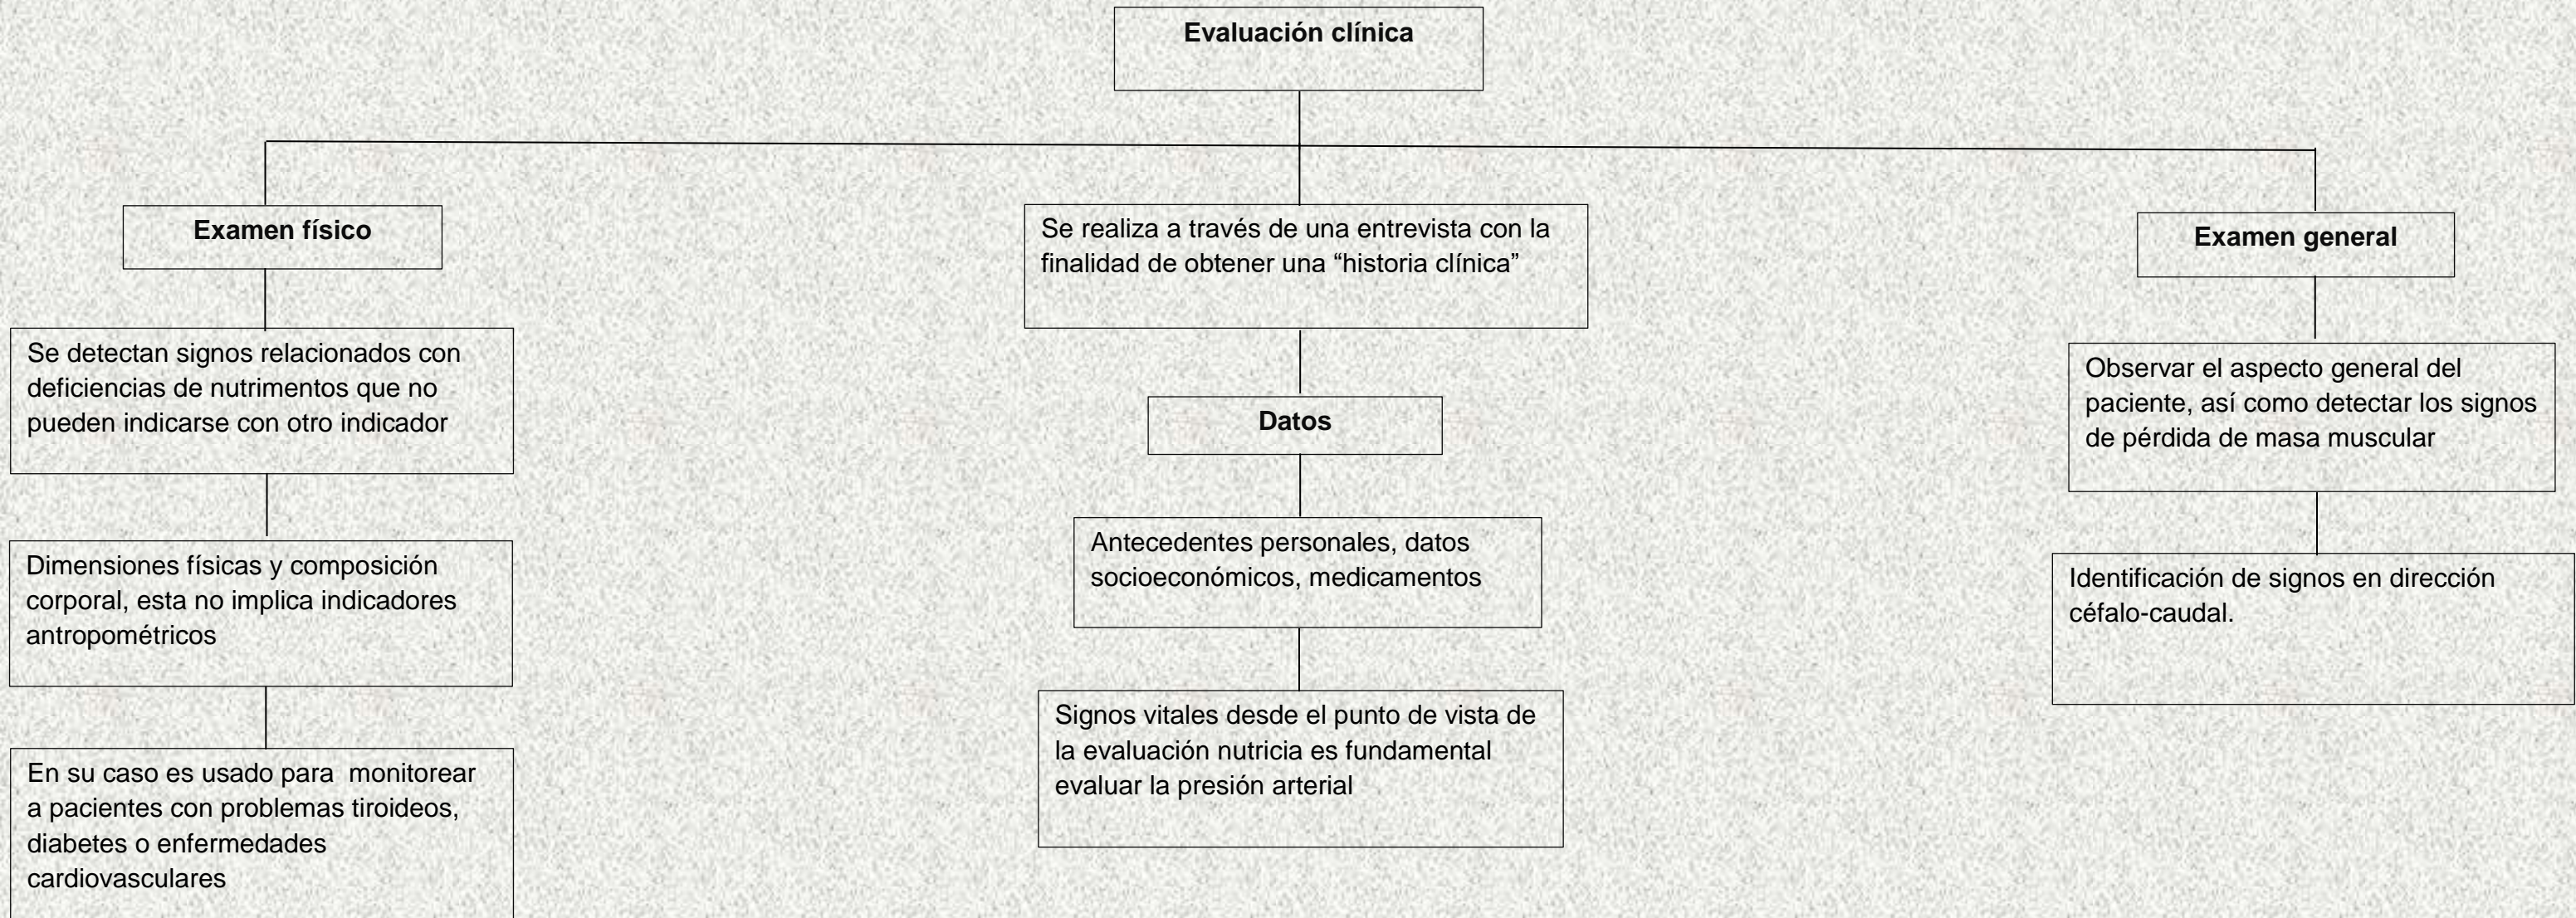 Evaluación clínica
Examen físico
Se detectan signos relacionados con
deficiencias de nutrimentos que no
pueden indicarse con otro indicador
Dimensiones físicas y composición
corporal, esta no implica indicadores
antropométricos
En su caso es usado para  monitorear
a pacientes con problemas tiroideos,
diabetes o enfermedades
cardiovasculares
Se realiza a través de una entrevista con la
finalidad de obtener una “historia clínica”
Datos
Antecedentes personales, datos
socioeconómicos, medicamentos
Signos vitales desde el punto de vista de
la evaluación nutricia es fundamental
evaluar la presión arterial
Examen general
Observar el aspecto general del
paciente, así como detectar los signos
de pérdida de masa muscular
Identificación de signos en dirección
céfalo-caudal.